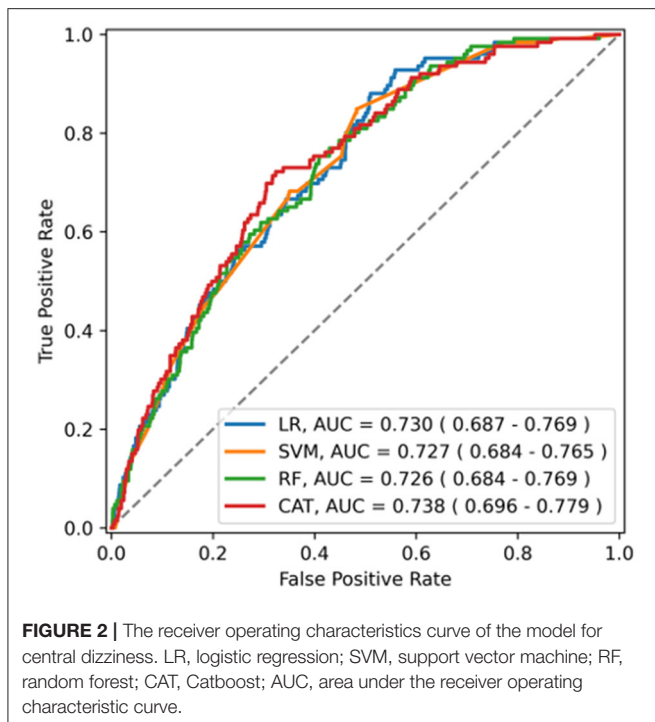 1.0
0.8
0.6
0.4
0.2
0.0
True Positive Rate
LR, AUC = 0.730 ( 0.687 - 0.769 )
SVM, AUC = 0.727 ( 0.684 - 0.765 )
RF, AUC = 0.726 ( 0.684 - 0.769 )
CAT, AUC = 0.738 ( 0.696 - 0.779 )
0.0 0.2 0.4 0.6 0.8 1.0
False Positive Rate
FIGURE 2 | The receiver operating characteristics curve of the model for
central dizziness. LR, logistic regression; SVM, support vector machine; RF,
random forest; CAT, Catboost; AUC, area under the receiver operating
characteristic curve.